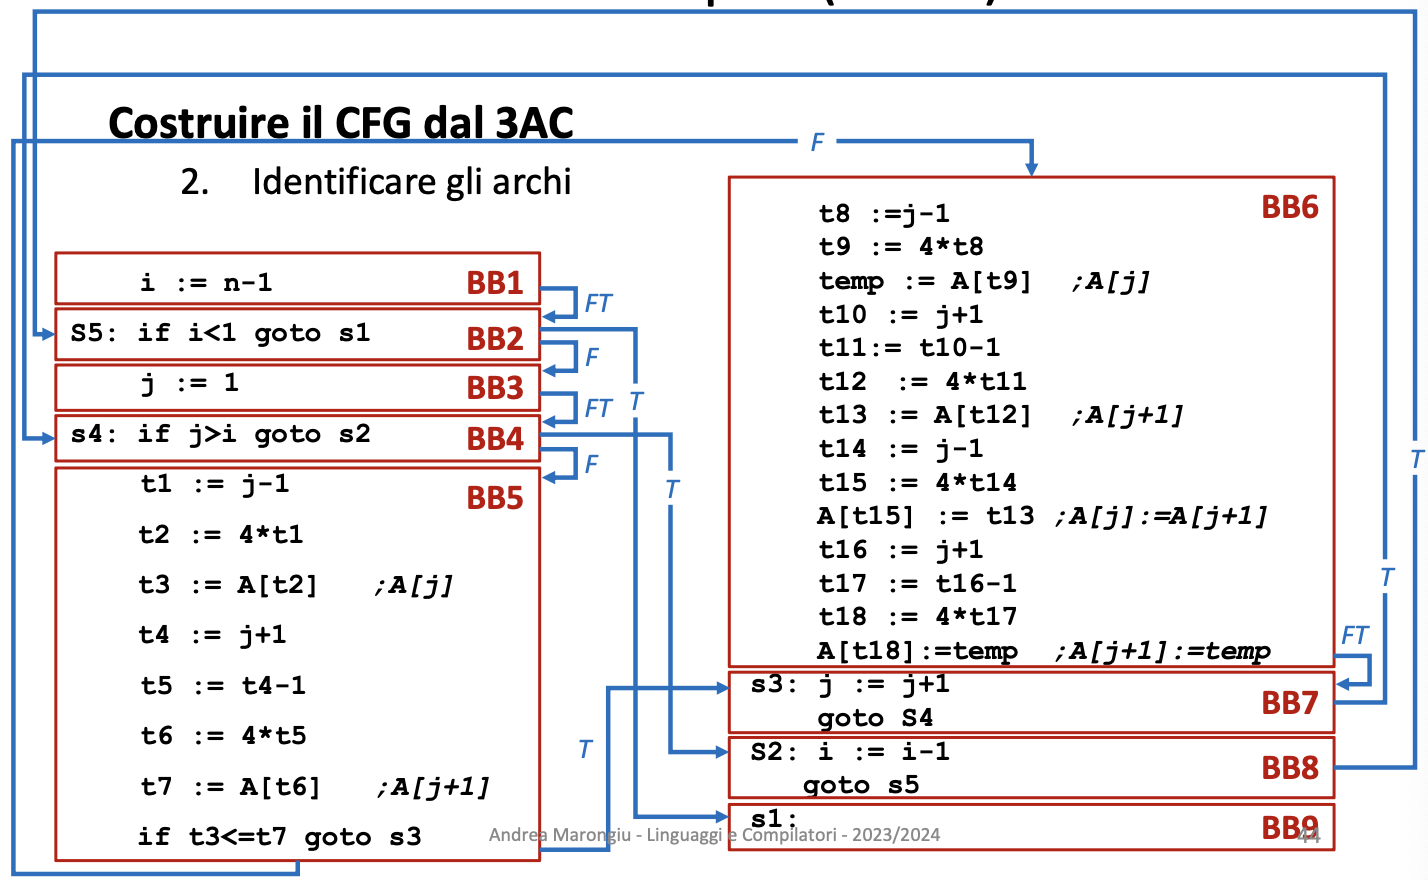 Costruire il CFG dal 3AC
2. Identificare gli archi
F
i := n-1 BB1
FT
S5: if i<1 goto s1 BB2
F
j := 1 BB3
FT
T
s4: if j>i goto s2 BB4
F
T
t1 := j-1 BB5
t2 := 4*t1
t3 := A[t2] ;A[j]
t4 := j+1
t5 := t4-1
t6 := 4*t5
t7 := A[t6] ;A[j+1]
if t3<=t7 goto s3
T
t8 :=j-1 BB6
t9 := 4*t8
temp := A[t9] ;A[j]
t10 := j+1
t11:= t10-1
t12 := 4*t11
t13 := A[t12] ;A[j+1]
t14 := j-1
t15 := 4*t14
A[t15] := t13 ;A[j]:=A[j+1]
t16 := j+1
t17 := t16-1
t18 := 4*t17
A[t18]:=temp ;A[j+1]:=temp
FT
T
T
s3: j := j+1 BB7
goto S4
S2: i := i-1 BB8
goto s5
s1: BB9
Andrea Marongiu - Linguaggi e Compilatori - 2023/2024 44